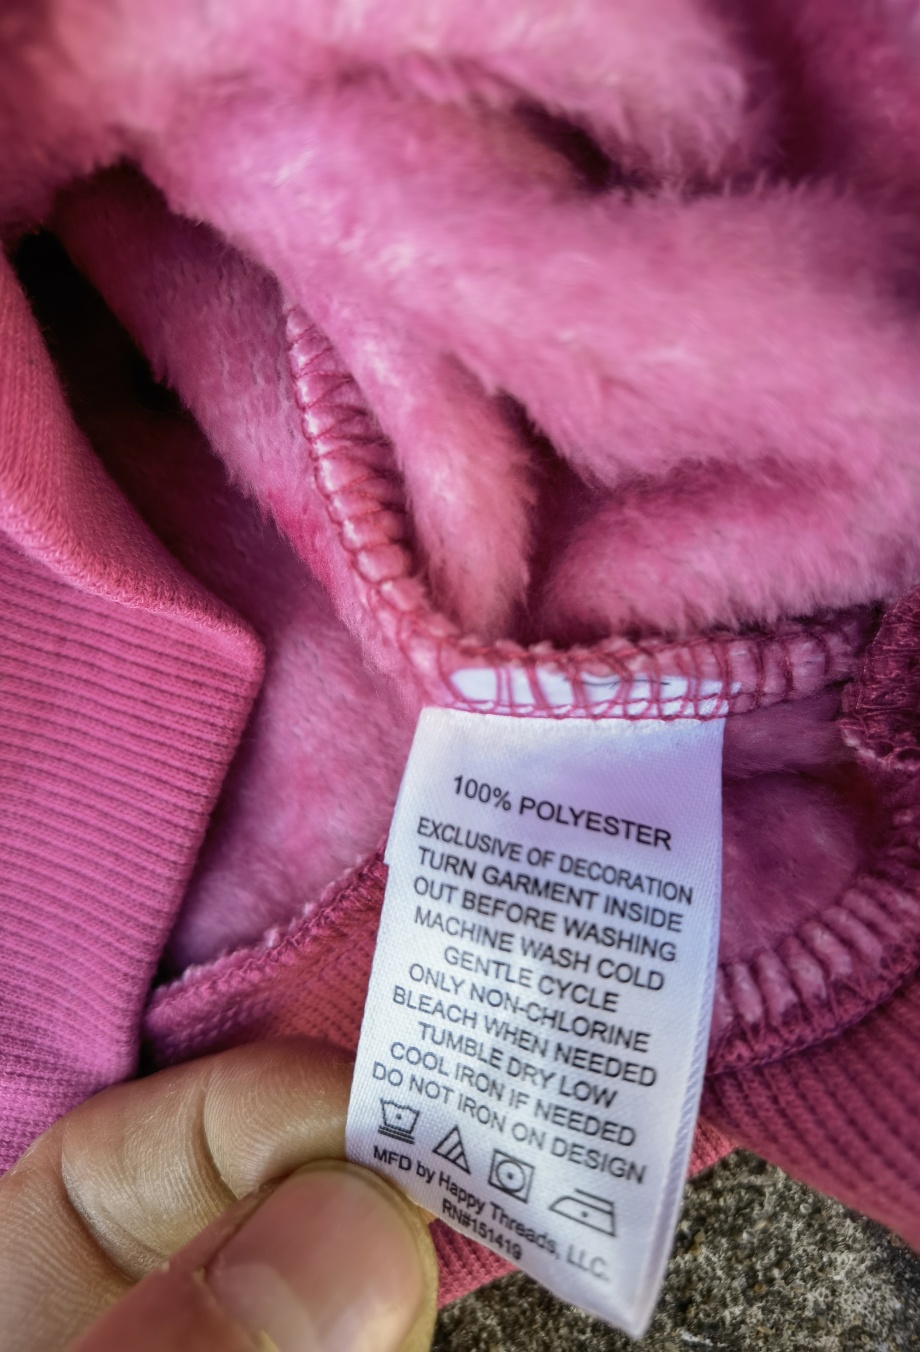 100% POLYESTER
EXCLUSIVE OF DECORATION
TURN GARMENT INSIDE
OUT BEFORE WASHING
MACHINE WASH COLD
GENTLE CYCLE
ONLY NON-CHLORINE
BLEACH WHEN NEEDED
TUMBLE DRY LOW
COOL IRON IF NEEDED
DO NOT IRON ON DESIGN
MFD by Happy Threads, LLC.
RN#151419